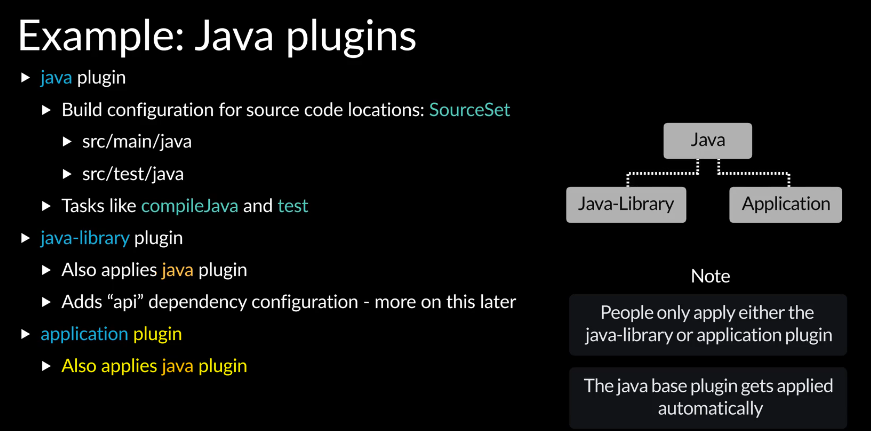 Example: Java plugins
java plugin
Build configuration for source code locations: SourceSet
src/main/java
src/test/java
Tasks like compileJava and test
java-library plugin
Also applies java plugin
Adds “api” dependency configuration - more on this later
application plugin
Also applies java plugin
Java
Java-Library
Application
Note
People only apply either the
java-library or application plugin
The java base plugin gets applied
automatically